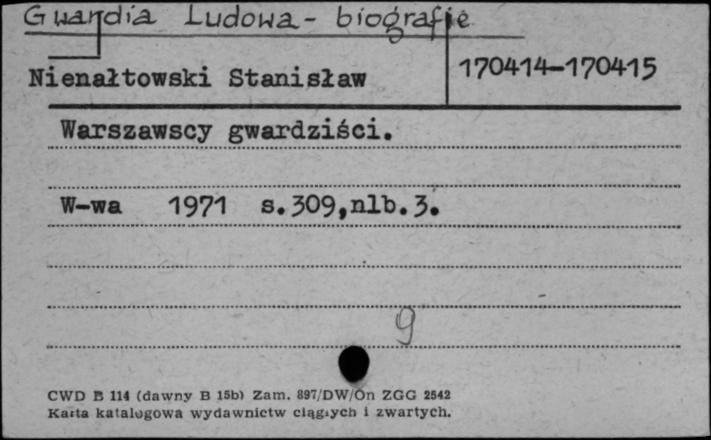 Gwardia Ludowa - biografie
Nienałtowski Stanisław
170414-170415
Warszawscy gwardziści.
W-wa 1971 s.309,nlb.3.
9
CWD B 114 (dawny B 15b) Zam. 897/DW/On ZGG 2542
Karta katalogowa wydawnictw ciągłych i zwartych.